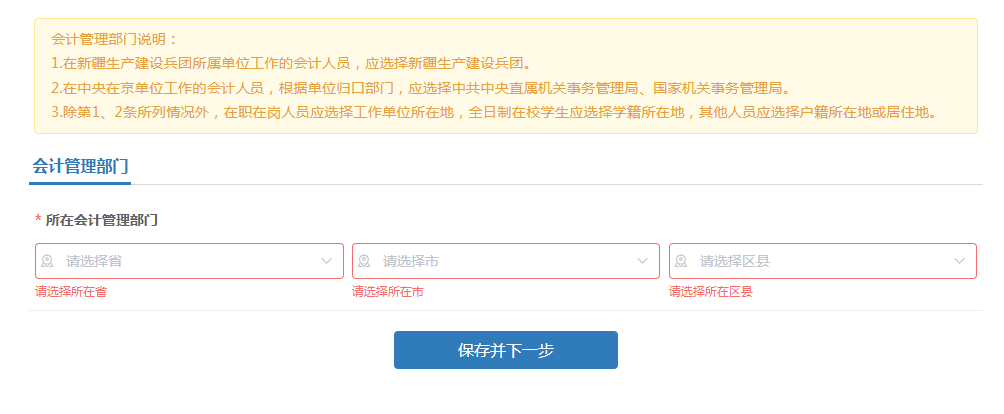 会计管理部门说明：
1.在新疆生产建设兵团所属单位工作的会计人员，应选择新疆生产建设兵团。
2.在中央在京单位工作的会计人员，根据单位归口部门，应选择中共中央直属机关事务管理局、国家机关事务管理局。
3.除第1、2条所列情况外，在职在岗人员应选择工作单位所在地，全日制在校学生应选择学籍所在地，其他人员应选择户籍所在地或居住地。
会计管理部门
* 所在会计管理部门
请选择省 请选择市 请选择区县
请选择所在省 请选择所在市 请选择所在区县
保存并下一步